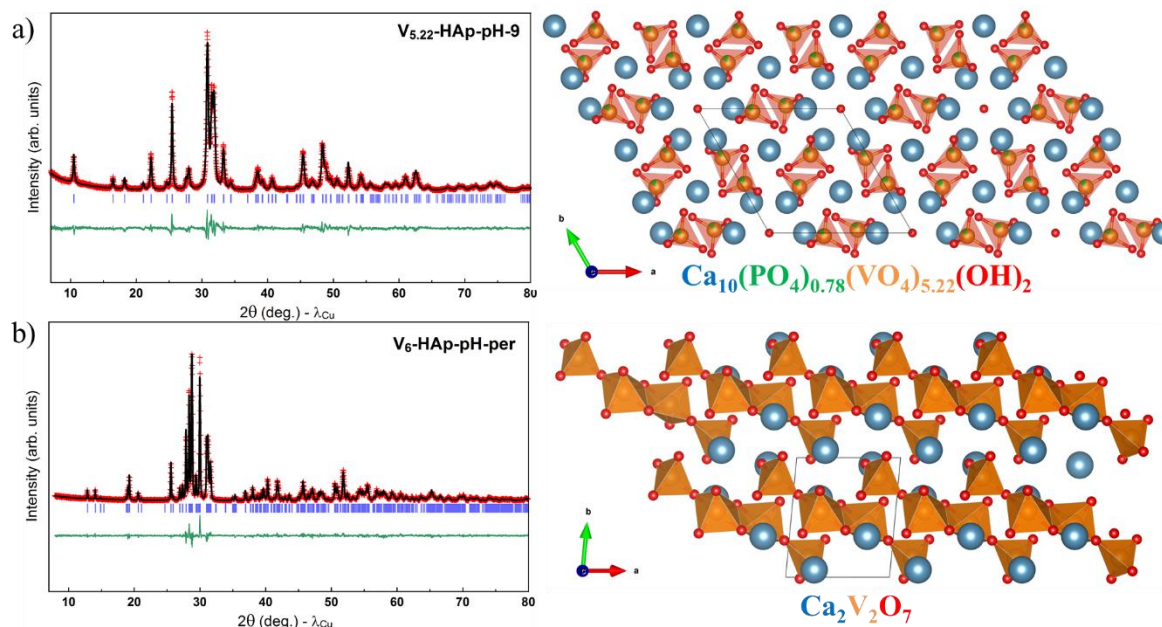 a)
V5.22-HAp-pH-9
Intensity (arb. units)
10 20 30 40 50 60 70 80
2θ (deg.) - λCu
b
a
Ca10(PO4)0.78(VO4)5.22(OH)2
b)
V6-HAp-pH-per
Intensity (arb. units)
10 20 30 40 50 60 70 80
2θ (deg.) - λCu
b
a
Ca2V2O7